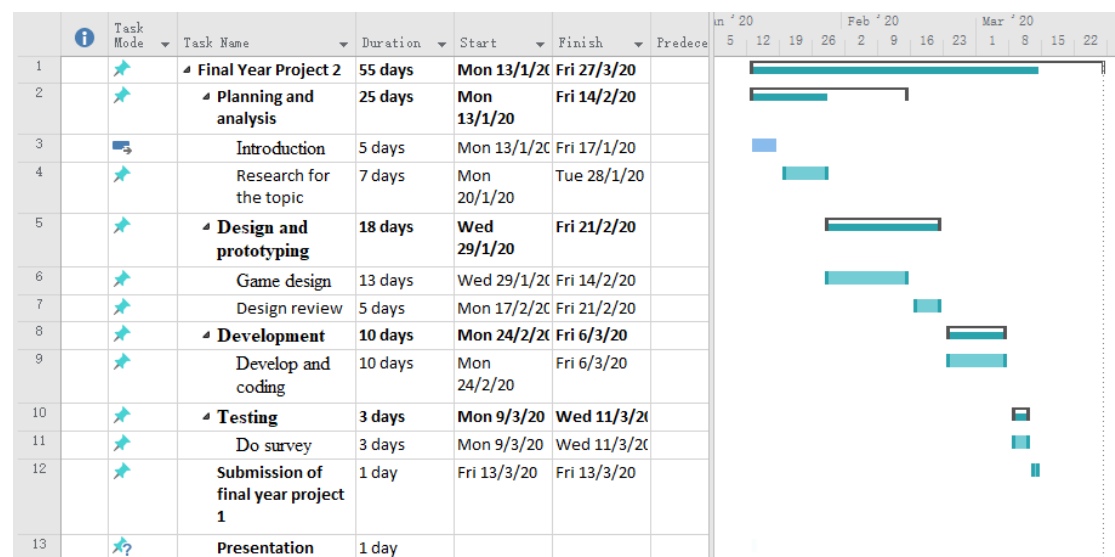 n '20 Feb '20 Mar '20
Task
Mode Task Name Duration Start Finish Predece 5 12 19 26 2 9 16 23 1 8 15 22
1 Final Year Project 2 55 days Mon 13/1/20 Fri 27/3/20
2 Planning and analysis 25 days Mon 13/1/20 Fri 14/2/20
3 Introduction 5 days Mon 13/1/20 Fri 17/1/20
4 Research for the topic 7 days Mon 20/1/20 Tue 28/1/20
5 Design and prototyping 18 days Wed 29/1/20 Fri 21/2/20
6 Game design 13 days Wed 29/1/20 Fri 14/2/20
7 Design review 5 days Mon 17/2/20 Fri 21/2/20
8 Development 10 days Mon 24/2/20 Fri 6/3/20
9 Develop and coding 10 days Mon 24/2/20 Fri 6/3/20
10 Testing 3 days Mon 9/3/20 Wed 11/3/20
11 Do survey 3 days Mon 9/3/20 Wed 11/3/20
12 Submission of final year project 1 1 day Fri 13/3/20 Fri 13/3/20
13 Presentation 1 day